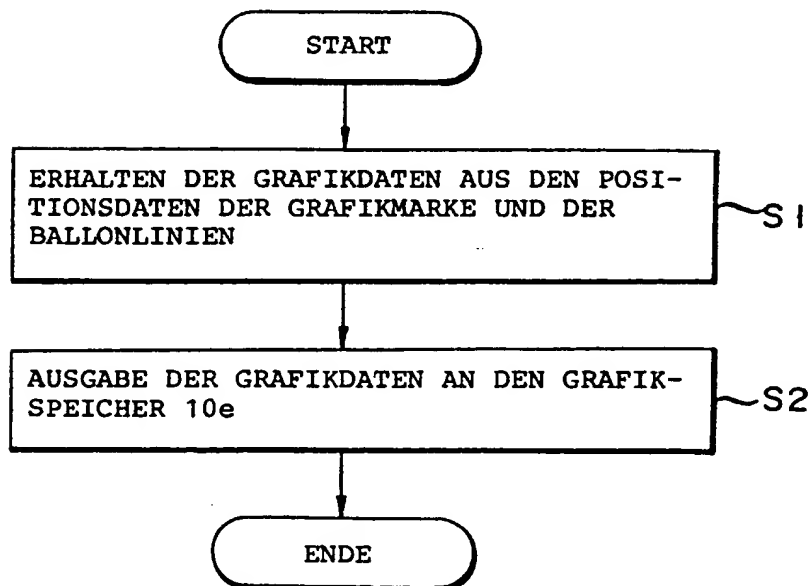 START
ERHALTEN DER GRAFIKDATEN AUS DEN POSI-
TIONSDATEN DER GRAFIKMARKE UND DER
BALLONLINIEN
S1
AUSGABE DER GRAFIKDATEN AN DEN GRAFIK-
SPEICHER 10e
S2
ENDE